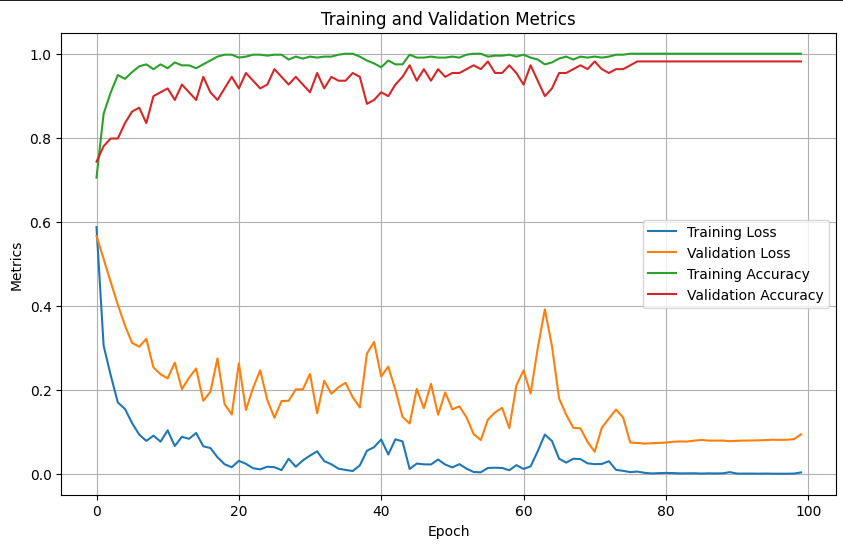 Training and Validation Metrics
1.0
0.8
0.6
0.4
0.2
0.0
Metrics
Training Loss
Validation Loss
Training Accuracy
Validation Accuracy
0 20 40 60 80 100
Epoch